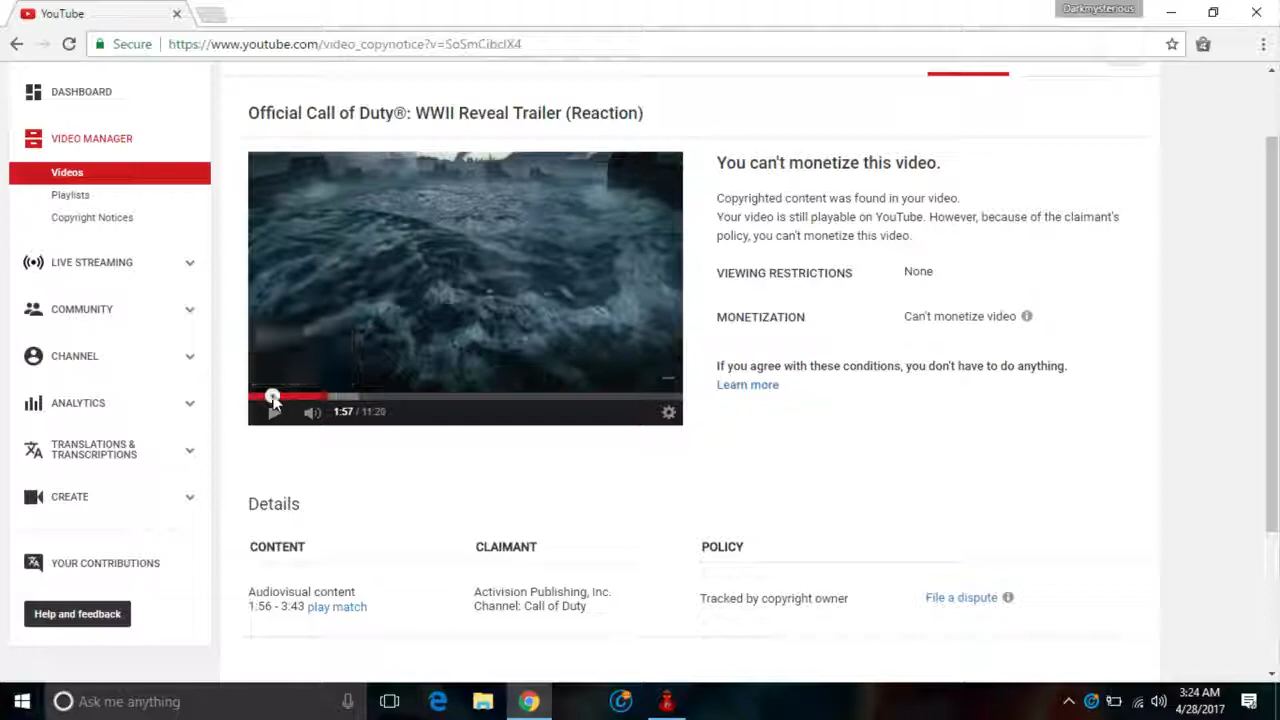 YouTube
Darkmysterious
Secure
https://www.youtube.com/video_copynotice?v=SoSmCibclX4
DASHBOARD
VIDEO MANAGER
Videos
Playlists
Copyright Notices
LIVE STREAMING
COMMUNITY
CHANNEL
ANALYTICS
TRANSLATIONS &
TRANSCRIPTIONS
CREATE
YOUR CONTRIBUTIONS
Help and feedback
Official Call of Duty®: WWII Reveal Trailer (Reaction)
1:57 / 11:20
You can't monetize this video.
Copyrighted content was found in your video.
Your video is still playable on YouTube. However, because of the claimant's
policy, you can't monetize this video.
VIEWING RESTRICTIONS None
MONETIZATION Can't monetize video
If you agree with these conditions, you don't have to do anything.
Learn more
Details
CONTENT CLAIMANT POLICY
Audiovisual content
1:56 - 3:43 play match
Activision Publishing, Inc.
Channel: Call of Duty
Tracked by copyright owner
File a dispute
Ask me anything
3:24 AM
4/28/2017